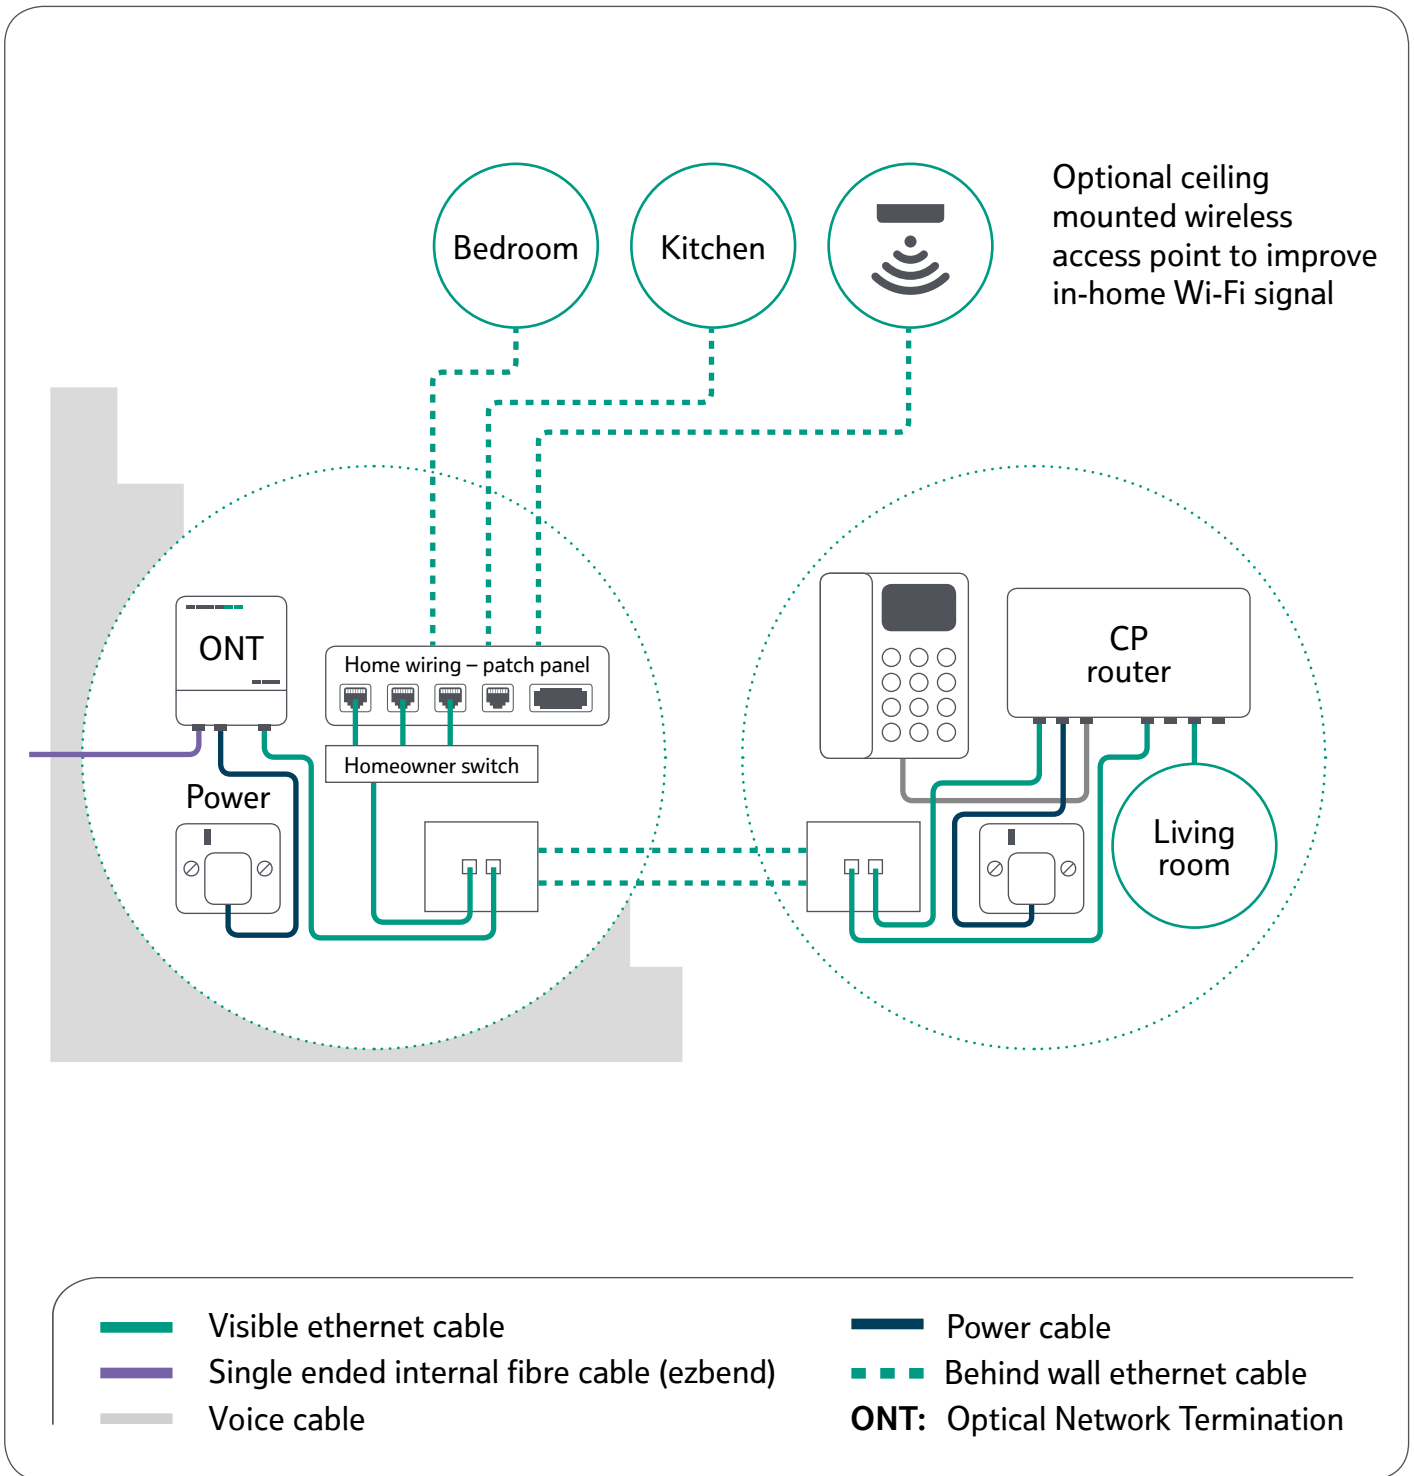 Bedroom
Kitchen
Optional ceiling
mounted wireless
access point to improve
in-home Wi-Fi signal
ONT
Home wiring – patch panel
Homeowner switch
Power
CP
router
Living
room
Visible ethernet cable
Single ended internal fibre cable (ezbend)
Voice cable
Power cable
Behind wall ethernet cable
ONT: Optical Network Termination